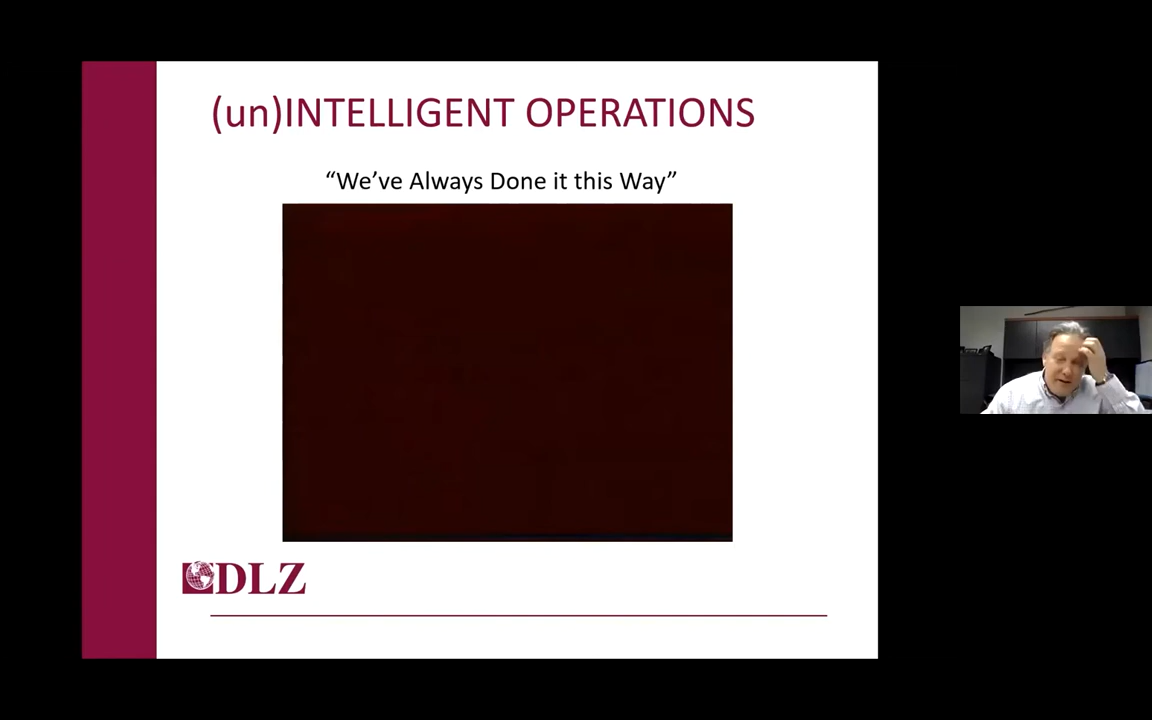 (un)INTELLIGENT OPERATIONS
“We’ve Always Done it this Way”
DLZ